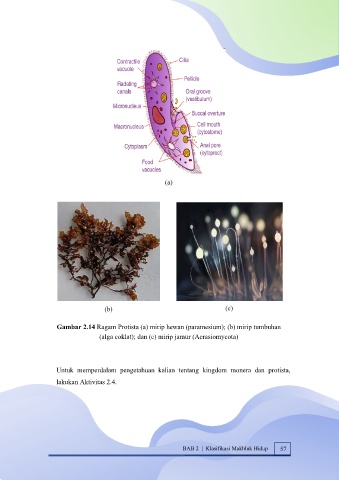 Contractile vacuole
Cilia
Pellicle
Radiating canals
Oral groove (vestibulum)
Micronucleus
Buccal overture
Macronucleus
Cell mouth (cytostome)
Cytoplasm
Anal pore (cytoproct)
Food vacuoles
(a)
(b)
(c)
Gambar 2.14 Ragam Protista (a) mirip hewan (paramesium); (b) mirip tumbuhan
(alga coklat); dan (c) mirip jamur (Acrasiomycota)
Untuk memperdalam pengetahuan kalian tentang kingdom monera dan protista,
lakukan Aktivitas 2.4.
BAB 2 | Klasifikasi Makhluk Hidup 57